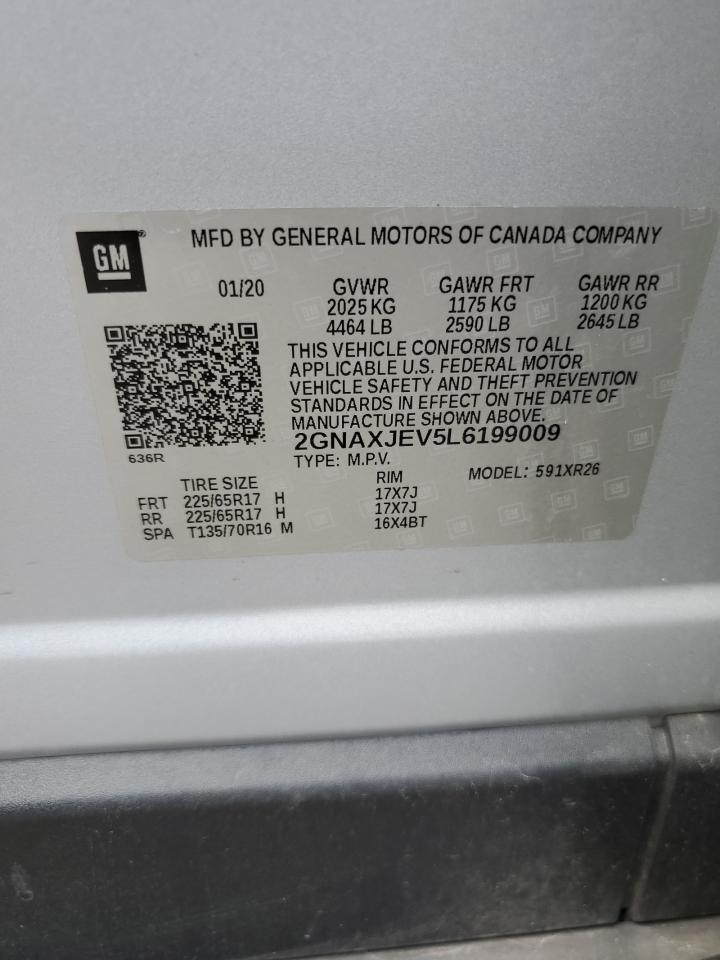 GM®
MFD BY GENERAL MOTORS OF CANADA COMPANY
01/20 GVWR GAWR FRT GAWR RR
2025 KG 1175 KG 1200 KG
4464 LB 2590 LB 2645 LB
THIS VEHICLE CONFORMS TO ALL
APPLICABLE U.S. FEDERAL MOTOR
VEHICLE SAFETY AND THEFT PREVENTION
STANDARDS IN EFFECT ON THE DATE OF
MANUFACTURE SHOWN ABOVE.
2GNAXJEV5L6199009
636R
TYPE: M.P.V. MODEL: 591XR26
TIRE SIZE RIM
FRT 225/65R17 H 17X7J
RR 225/65R17 H 17X7J
SPA T135/70R16 M 16X4BT